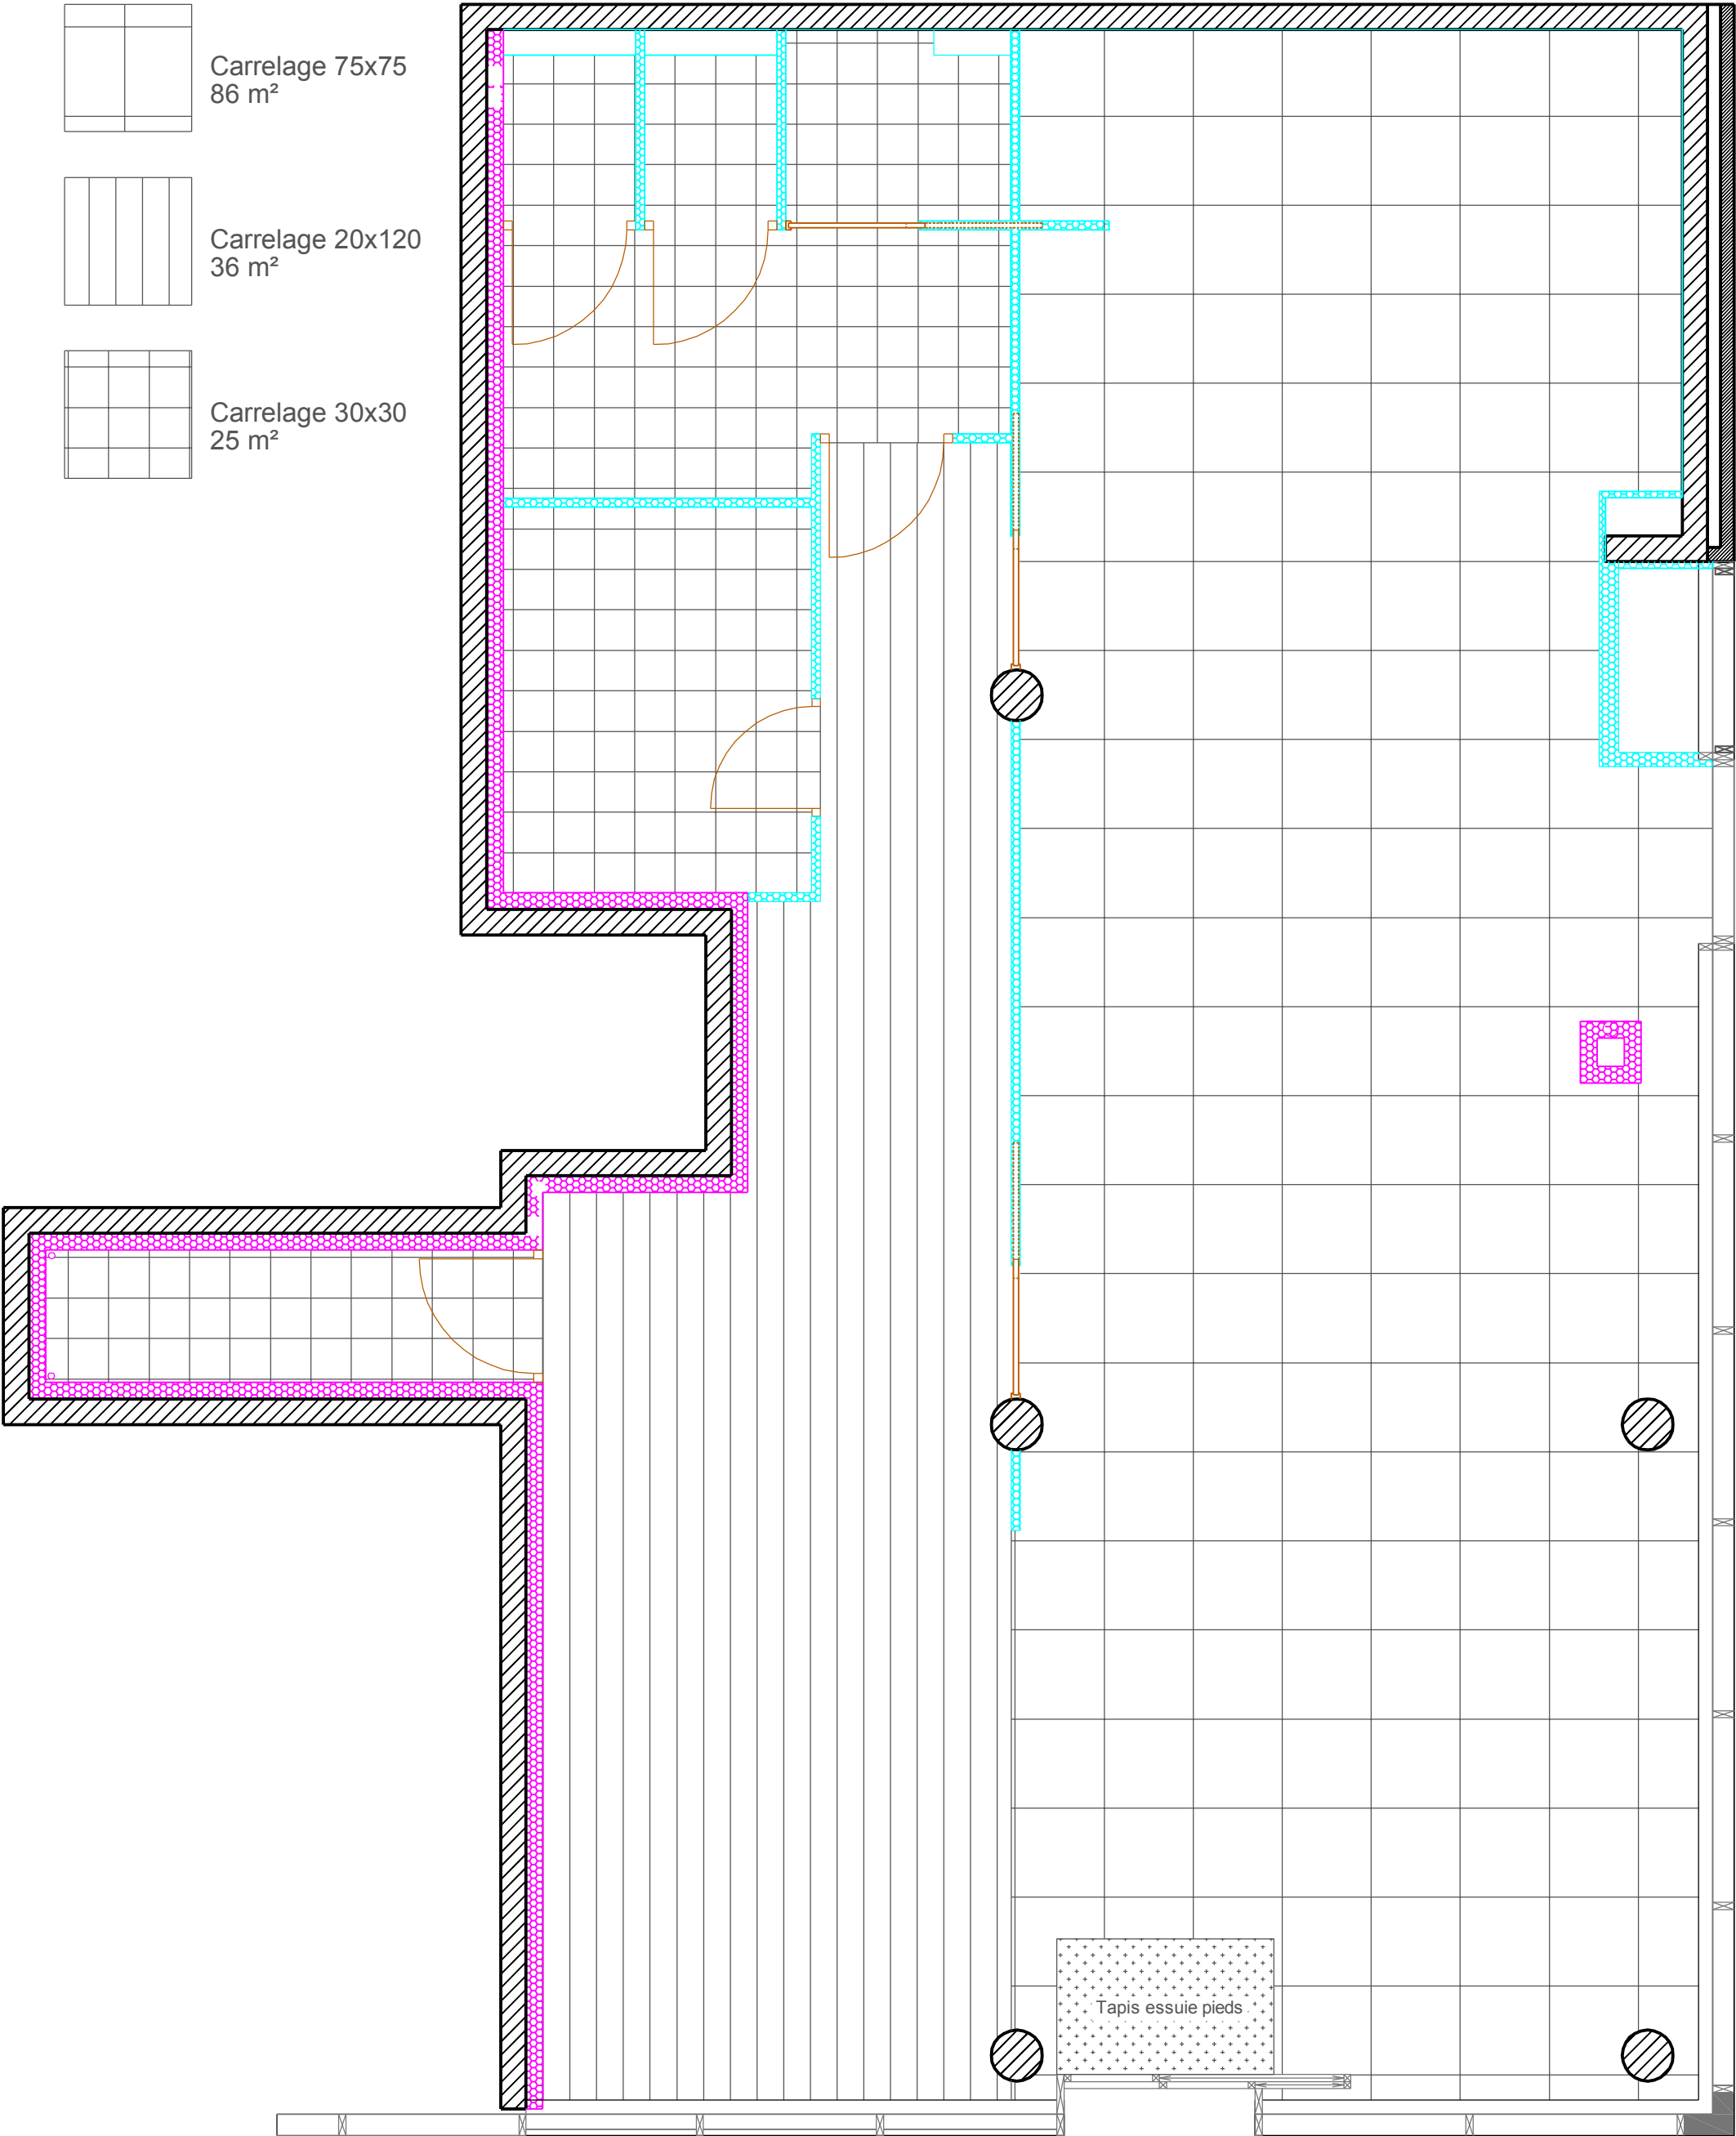 Carrelage 75x75
86 m²
Carrelage 20x120
36 m²
Carrelage 30x30
25 m²
Tapis essuie pieds